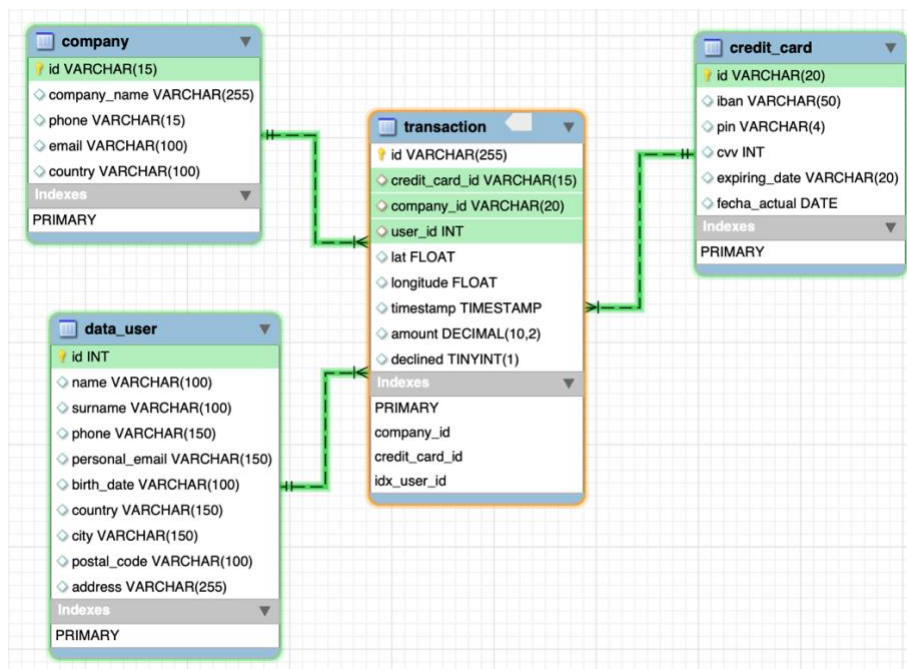 company
id VARCHAR(15)
company_name VARCHAR(255)
phone VARCHAR(15)
email VARCHAR(100)
country VARCHAR(100)
Indexes
PRIMARY
credit_card
id VARCHAR(20)
iban VARCHAR(50)
pin VARCHAR(4)
cvv INT
expiring_date VARCHAR(20)
fecha_actual DATE
Indexes
PRIMARY
transaction
id VARCHAR(255)
credit_card_id VARCHAR(15)
company_id VARCHAR(20)
user_id INT
lat FLOAT
longitude FLOAT
timestamp TIMESTAMP
amount DECIMAL(10,2)
declined TINYINT(1)
Indexes
PRIMARY
company_id
credit_card_id
idx_user_id
data_user
id INT
name VARCHAR(100)
surname VARCHAR(100)
phone VARCHAR(150)
personal_email VARCHAR(150)
birth_date VARCHAR(100)
country VARCHAR(150)
city VARCHAR(150)
postal_code VARCHAR(100)
address VARCHAR(255)
Indexes
PRIMARY